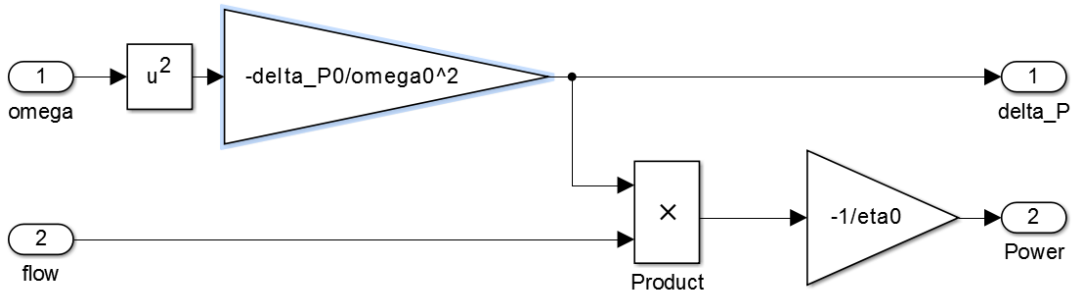 1
omega
u²
-delta_P0/omega0^2
1
delta_P
2
flow
×
Product
-1/eta0
2
Power